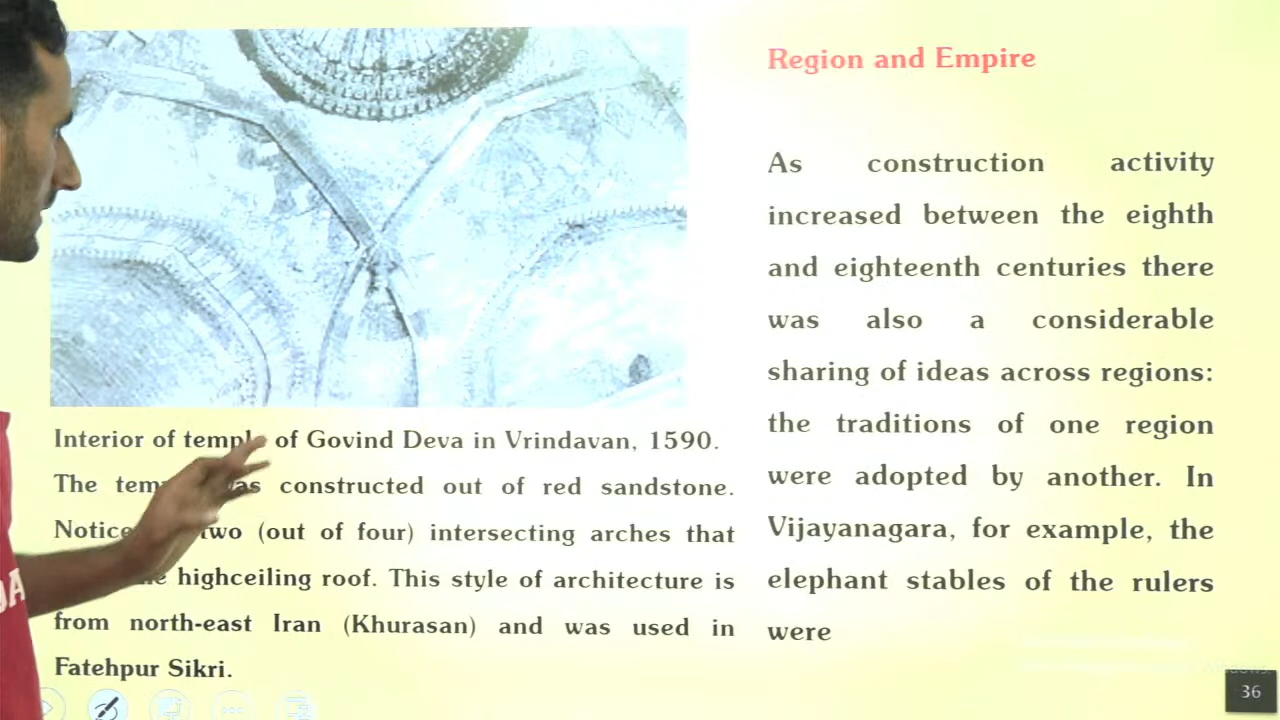 Region and Empire
As construction activity
increased between the eighth
and eighteenth centuries there
was also a considerable
sharing of ideas across regions:
the traditions of one region
were adopted by another. In
Vijayanagara, for example, the
elephant stables of the rulers
were
Interior of temple of Govind Deva in Vrindavan, 1590.
The was constructed out of red sandstone.
Notice two (out of four) intersecting arches that
highceiling roof. This style of architecture is
from north-east Iran (Khurasan) and was used in
Fatehpur Sikri.
36